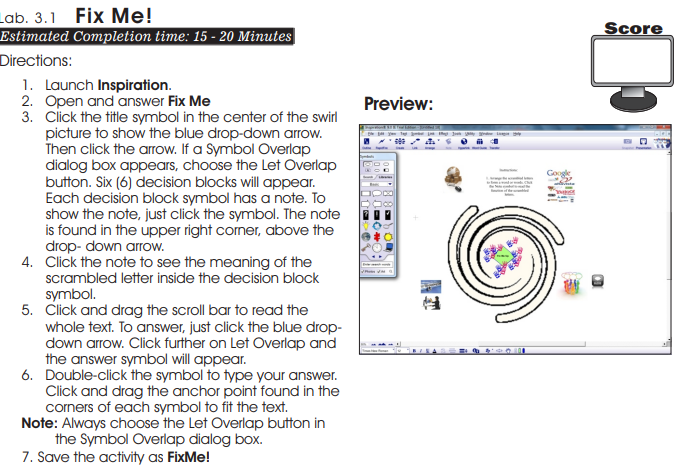 Lab. 3.1 Fix Me!
Estimated Completion time: 15 - 20 Minutes
Score
Directions:
1. Launch Inspiration.
2. Open and answer Fix Me
3. Click the title symbol in the center of the swirl
picture to show the blue drop-down arrow.
Then click the arrow. If a Symbol Overlap
dialog box appears, choose the Let Overlap
button. Six (6) decision blocks will appear.
Each decision block symbol has a note. To
show the note, just click the symbol. The note
is found in the upper right corner, above the
drop- down arrow.
4. Click the note to see the meaning of the
scrambled letter inside the decision block
symbol.
5. Click and drag the scroll bar to read the
whole text. To answer, just click the blue drop-
down arrow. Click further on Let Overlap and
the answer symbol will appear.
6. Double-click the symbol to type your answer.
Click and drag the anchor point found in the
corners of each symbol to fit the text.
Note: Always choose the Let Overlap button in
the Symbol Overlap dialog box.
7. Save the activity as FixMe!
Preview:
Google
Yahoo